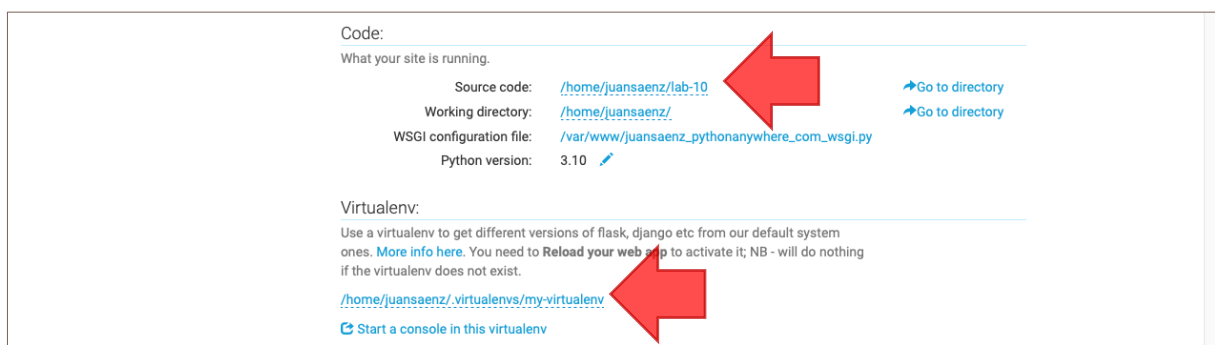 Code:
What your site is running.
Source code: /home/juansaenz/lab-10 Go to directory
Working directory: /home/juansaenz/ Go to directory
WSGI configuration file: /var/www/juansaenz_pythonanywhere_com_wsgi.py
Python version: 3.10
Virtualenv:
Use a virtualenv to get different versions of flask, django etc from our default system
ones. More info here. You need to Reload your web app to activate it; NB - will do nothing
if the virtualenv does not exist.
/home/juansaenz/.virtualenvs/my-virtualenv
Start a console in this virtualenv